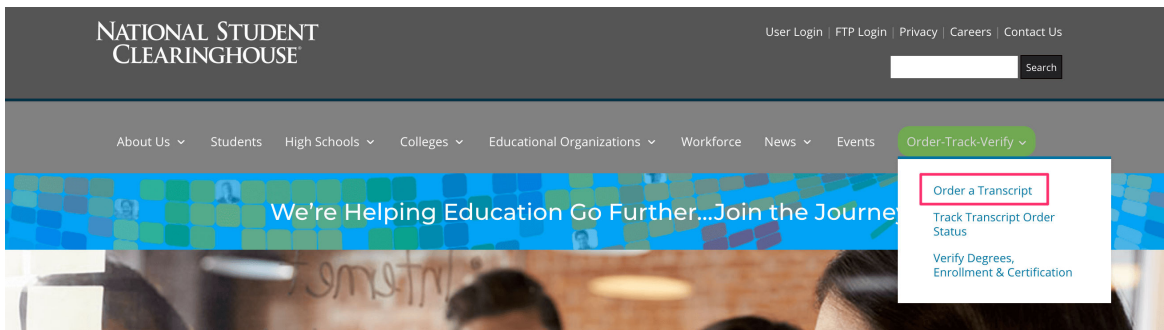 NATIONAL STUDENT
CLEARINGHOUSE®
User Login | FTP Login | Privacy | Careers | Contact Us
Search
About Us Students High Schools Colleges Educational Organizations Workforce News Events Order-Track-Verify
Order a Transcript
We're Helping Education Go Further...Join the Journe
Track Transcript Order
Status
Verify Degrees,
Enrollment & Certification
Internet